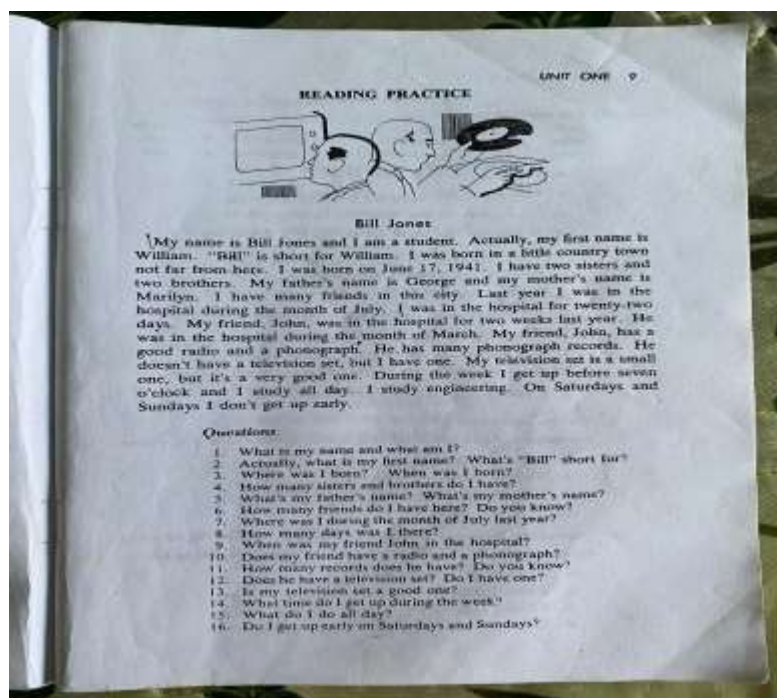 UNIT ONE 9
READING PRACTICE
Bill Jones
My name is Bill Jones and I am a student. Actually, my first name is
William. "Bill" is short for William. I was born in a little country town
not far from here. I was born on June 17, 1941. I have two sisters and
two brothers. My father's name is George and my mother's name is
Marilyn. I have many friends in this city. Last year I was in the
hospital during the month of July. I was in the hospital for twenty-two
days. My friend, John, was in the hospital for two weeks last year. He
was in the hospital during the month of March. My friend, John, has a
good radio and a phonograph. He has many phonograph records. He
doesn't have a television set, but I have one. My television set is a small
one, but it's a very good one. During the week I get up before seven
o'clock and I study all day. I study engineering. On Saturdays and
Sundays I don't get up early.
Questions
1. What is my name and what am I?
2. Actually, what is my first name? What's "Bill" short for?
3. Where was I born? When was I born?
4. How many sisters and brothers do I have?
5. What's my father's name? What's my mother's name?
6. How many friends do I have here? Do you know?
7. Where was I during the month of July last year?
8. How many days was I there?
9. When was my friend John in the hospital?
10. Does my friend have a radio and a phonograph?
11. How many records does he have? Do you know?
12. Does he have a television set? Do I have one?
13. Is my television set a good one?
14. What time do I get up during the week?
15. What do I do all day?
16. Do I get up early on Saturdays and Sundays?